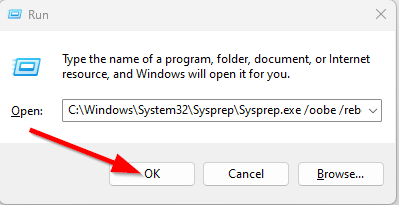 Run
Type the name of a program, folder, document, or Internet
resource, and Windows will open it for you.
Open: C:\Windows\System32\Sysprep\Sysprep.exe /oobe /reb
OK Cancel Browse...